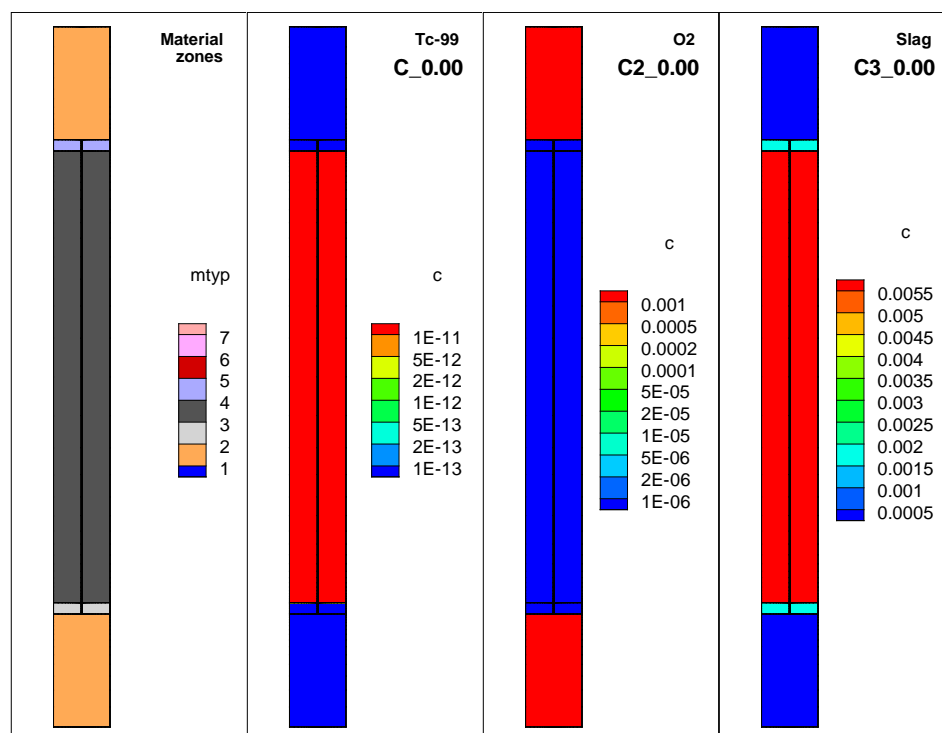 Material
zones
mtyp
7
6
5
4
3
2
1
Tc-99
C_0.00
c
1E-11
5E-12
2E-12
1E-12
5E-13
2E-13
1E-13
O2
C2_0.00
c
0.001
0.0005
0.0002
0.0001
5E-05
2E-05
1E-05
5E-06
2E-06
1E-06
Slag
C3_0.00
c
0.0055
0.005
0.0045
0.004
0.0035
0.003
0.0025
0.002
0.0015
0.001
0.0005